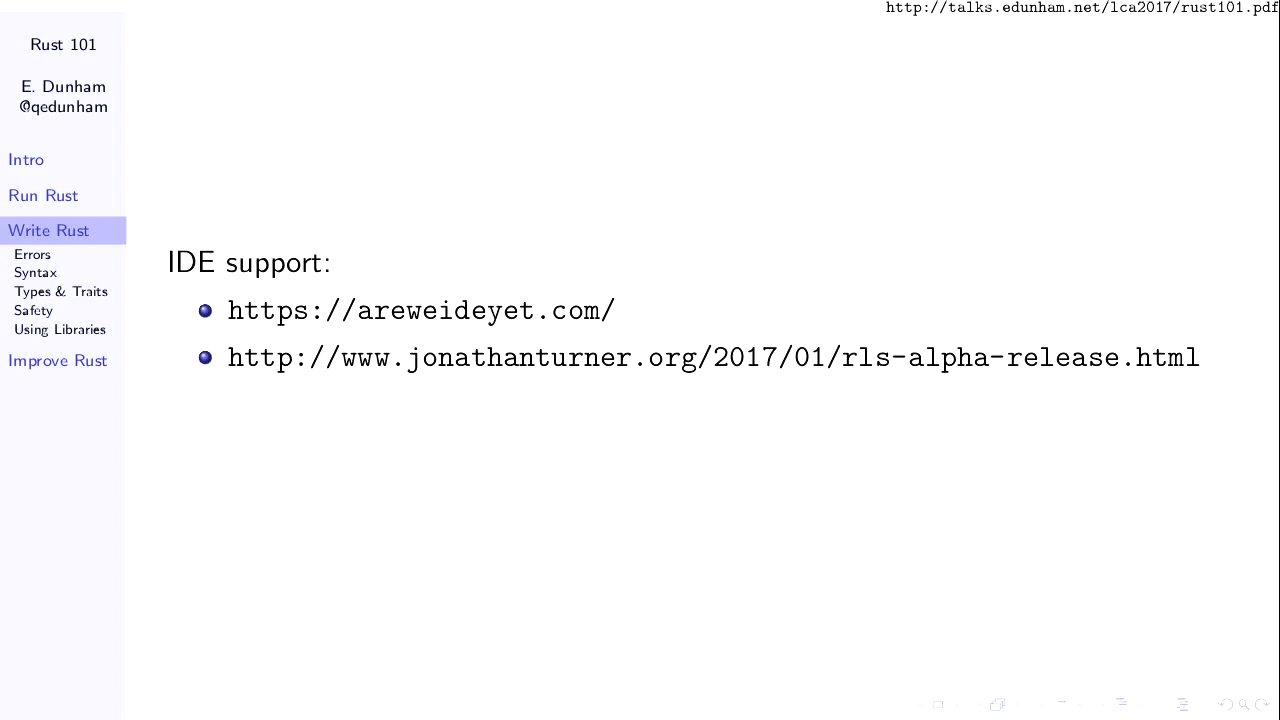 http://talks.edunham.net/lca2017/rust101.pdf
Rust 101
E. Dunham
@qedunham
Intro
Run Rust
Write Rust
Errors
Syntax
Types & Traits
Safety
Using Libraries
Improve Rust
IDE support:
https://areweideyet.com/
http://www.jonathanturner.org/2017/01/rls-alpha-release.html